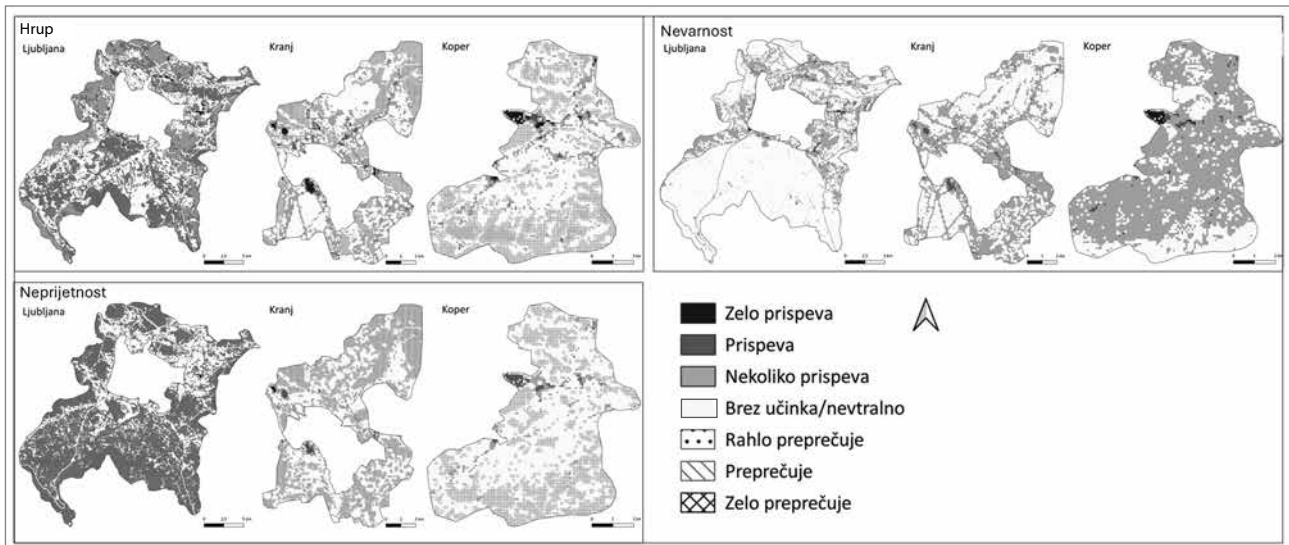 Hrup
Ljubljana
Kranj
Koper
Nevarnost
Ljubljana
Kranj
Koper
Neprijetnost
Ljubljana
Kranj
Koper
Zelo prispeva
Prispeva
Nekoliko prispeva
Brez učinka/nevtralno
Rahlo preprečuje
Preprečuje
Zelo preprečuje